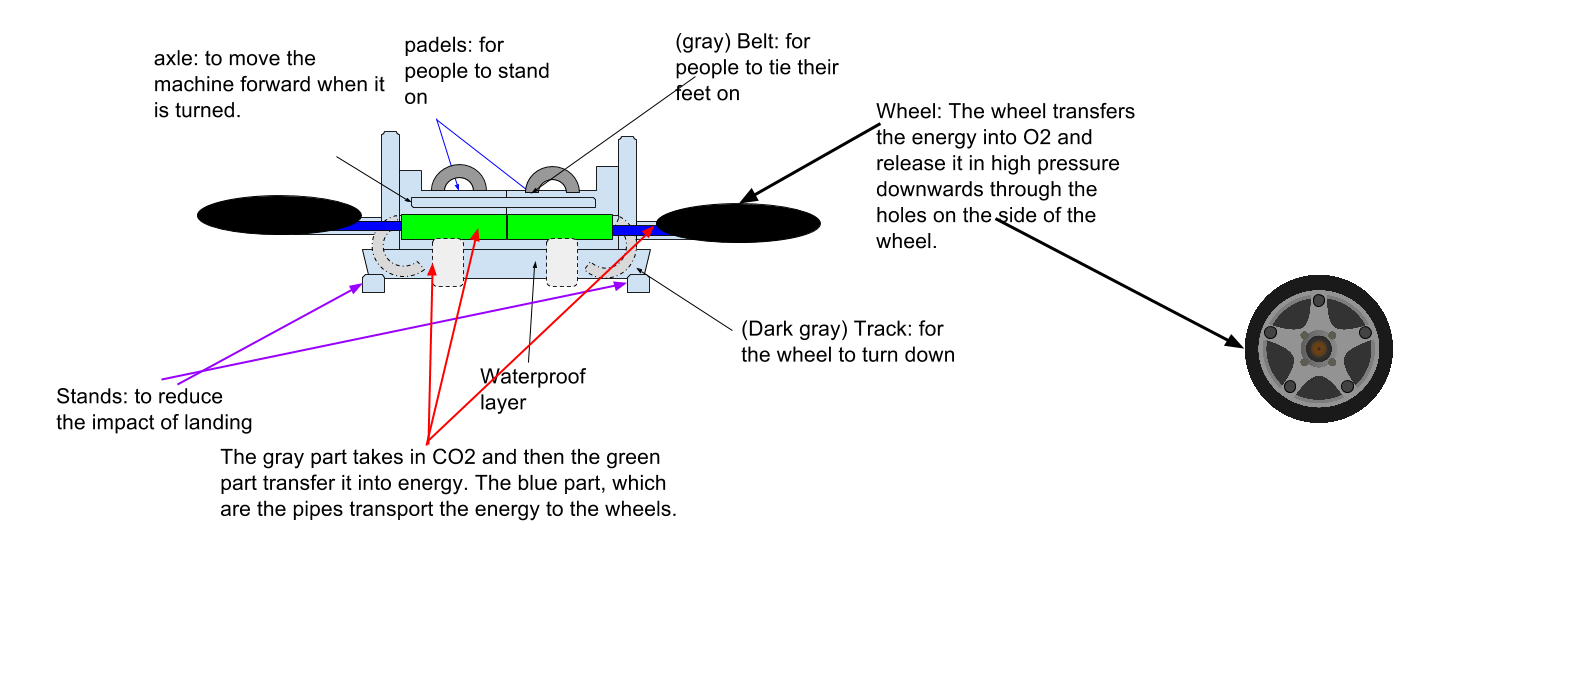 axle: to move the
machine forward when it
is turned.
padels: for
people to stand
on
(gray) Belt: for
people to tie their
feet on
Wheel: The wheel transfers
the energy into O2 and
release it in high pressure
downwards through the
holes on the side of the
wheel.
(Dark gray) Track: for
the wheel to turn down
Waterproof
layer
Stands: to reduce
the impact of landing
The gray part takes in CO2 and then the green
part transfer it into energy. The blue part, which
are the pipes transport the energy to the wheels.